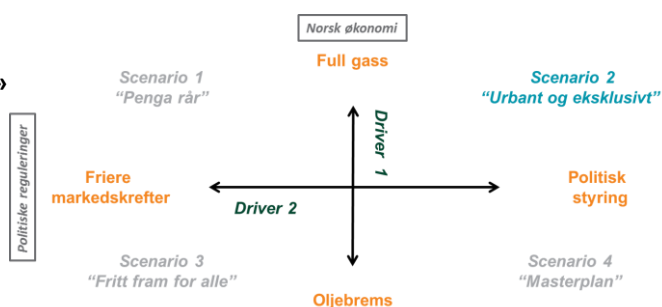 Norsk økonomi
Full gass
»
Scenario 1
“Penga rår”
Scenario 2
“Urbant og eksklusivt”
Driver 1
Politiske reguleringer
Friere
markedskrefter
Politisk
styring
Driver 2
Scenario 3
“Fritt fram for alle”
Scenario 4
“Masterplan”
Oljebrems